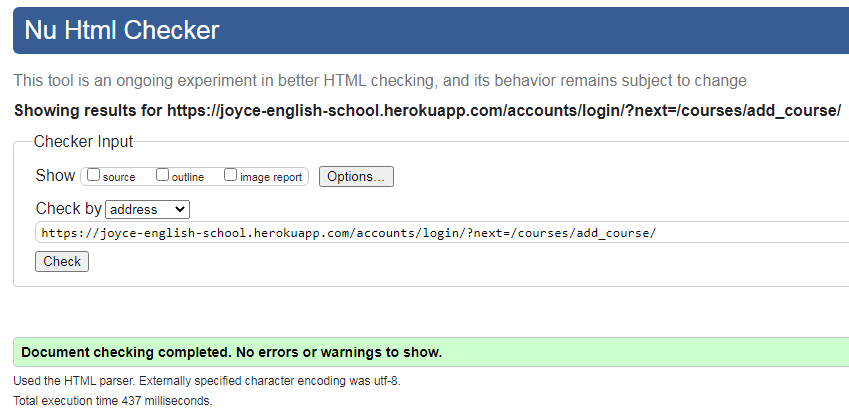 Nu Html Checker
This tool is an ongoing experiment in better HTML checking, and its behavior remains subject to change
Showing results for https://joyce-english-school.herokuapp.com/accounts/login/?next=/courses/add_course/
Checker Input
Show source outline image report Options...
Check by address
https://joyce-english-school.herokuapp.com/accounts/login/?next=/courses/add_course/
Check
Document checking completed. No errors or warnings to show.
Used the HTML parser. Externally specified character encoding was utf-8.
Total execution time 437 milliseconds.